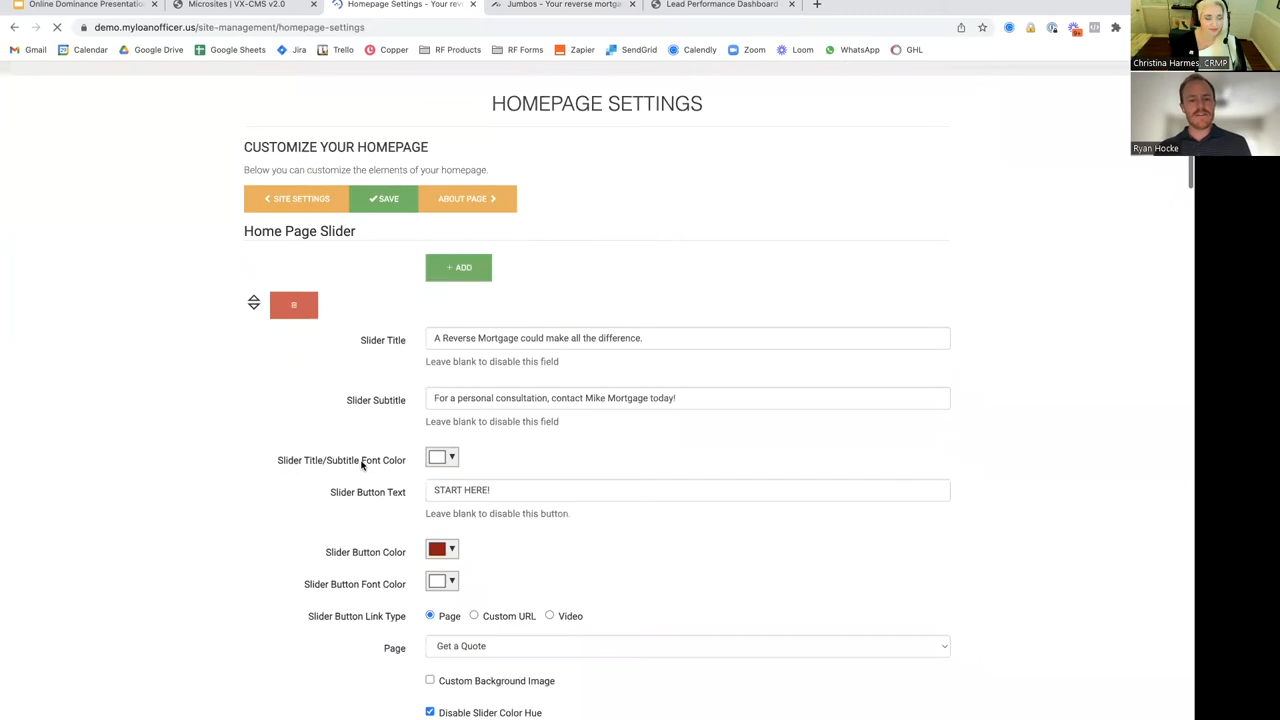 Online Dominance Presentati
Microsites | VX-CMS v2.0
Homepage Settings - Your rev
Jumbos - Your reverse mortg
Lead Performance Dashboard
demo.myloanofficer.us/site-management/homepage-settings
Gmail
Calendar
Google Drive
Google Sheets
Jira
Trello
Copper
RF Products
RF Forms
Zapier
SendGrid
Calendly
Zoom
Loom
WhatsApp
GHL
Christina Harmes, CRMP
Ryan Hocke
HOMEPAGE SETTINGS
CUSTOMIZE YOUR HOMEPAGE
Below you can customize the elements of your homepage.
SITE SETTINGS
SAVE
ABOUT PAGE
Home Page Slider
+ ADD
Slider Title
A Reverse Mortgage could make all the difference.
Leave blank to disable this field
Slider Subtitle
For a personal consultation, contact Mike Mortgage today!
Leave blank to disable this field
Slider Title/Subtitle Font Color
Slider Button Text
START HERE!
Leave blank to disable this button.
Slider Button Color
Slider Button Font Color
Slider Button Link Type
Page
Custom URL
Video
Page
Get a Quote
Custom Background Image
Disable Slider Color Hue